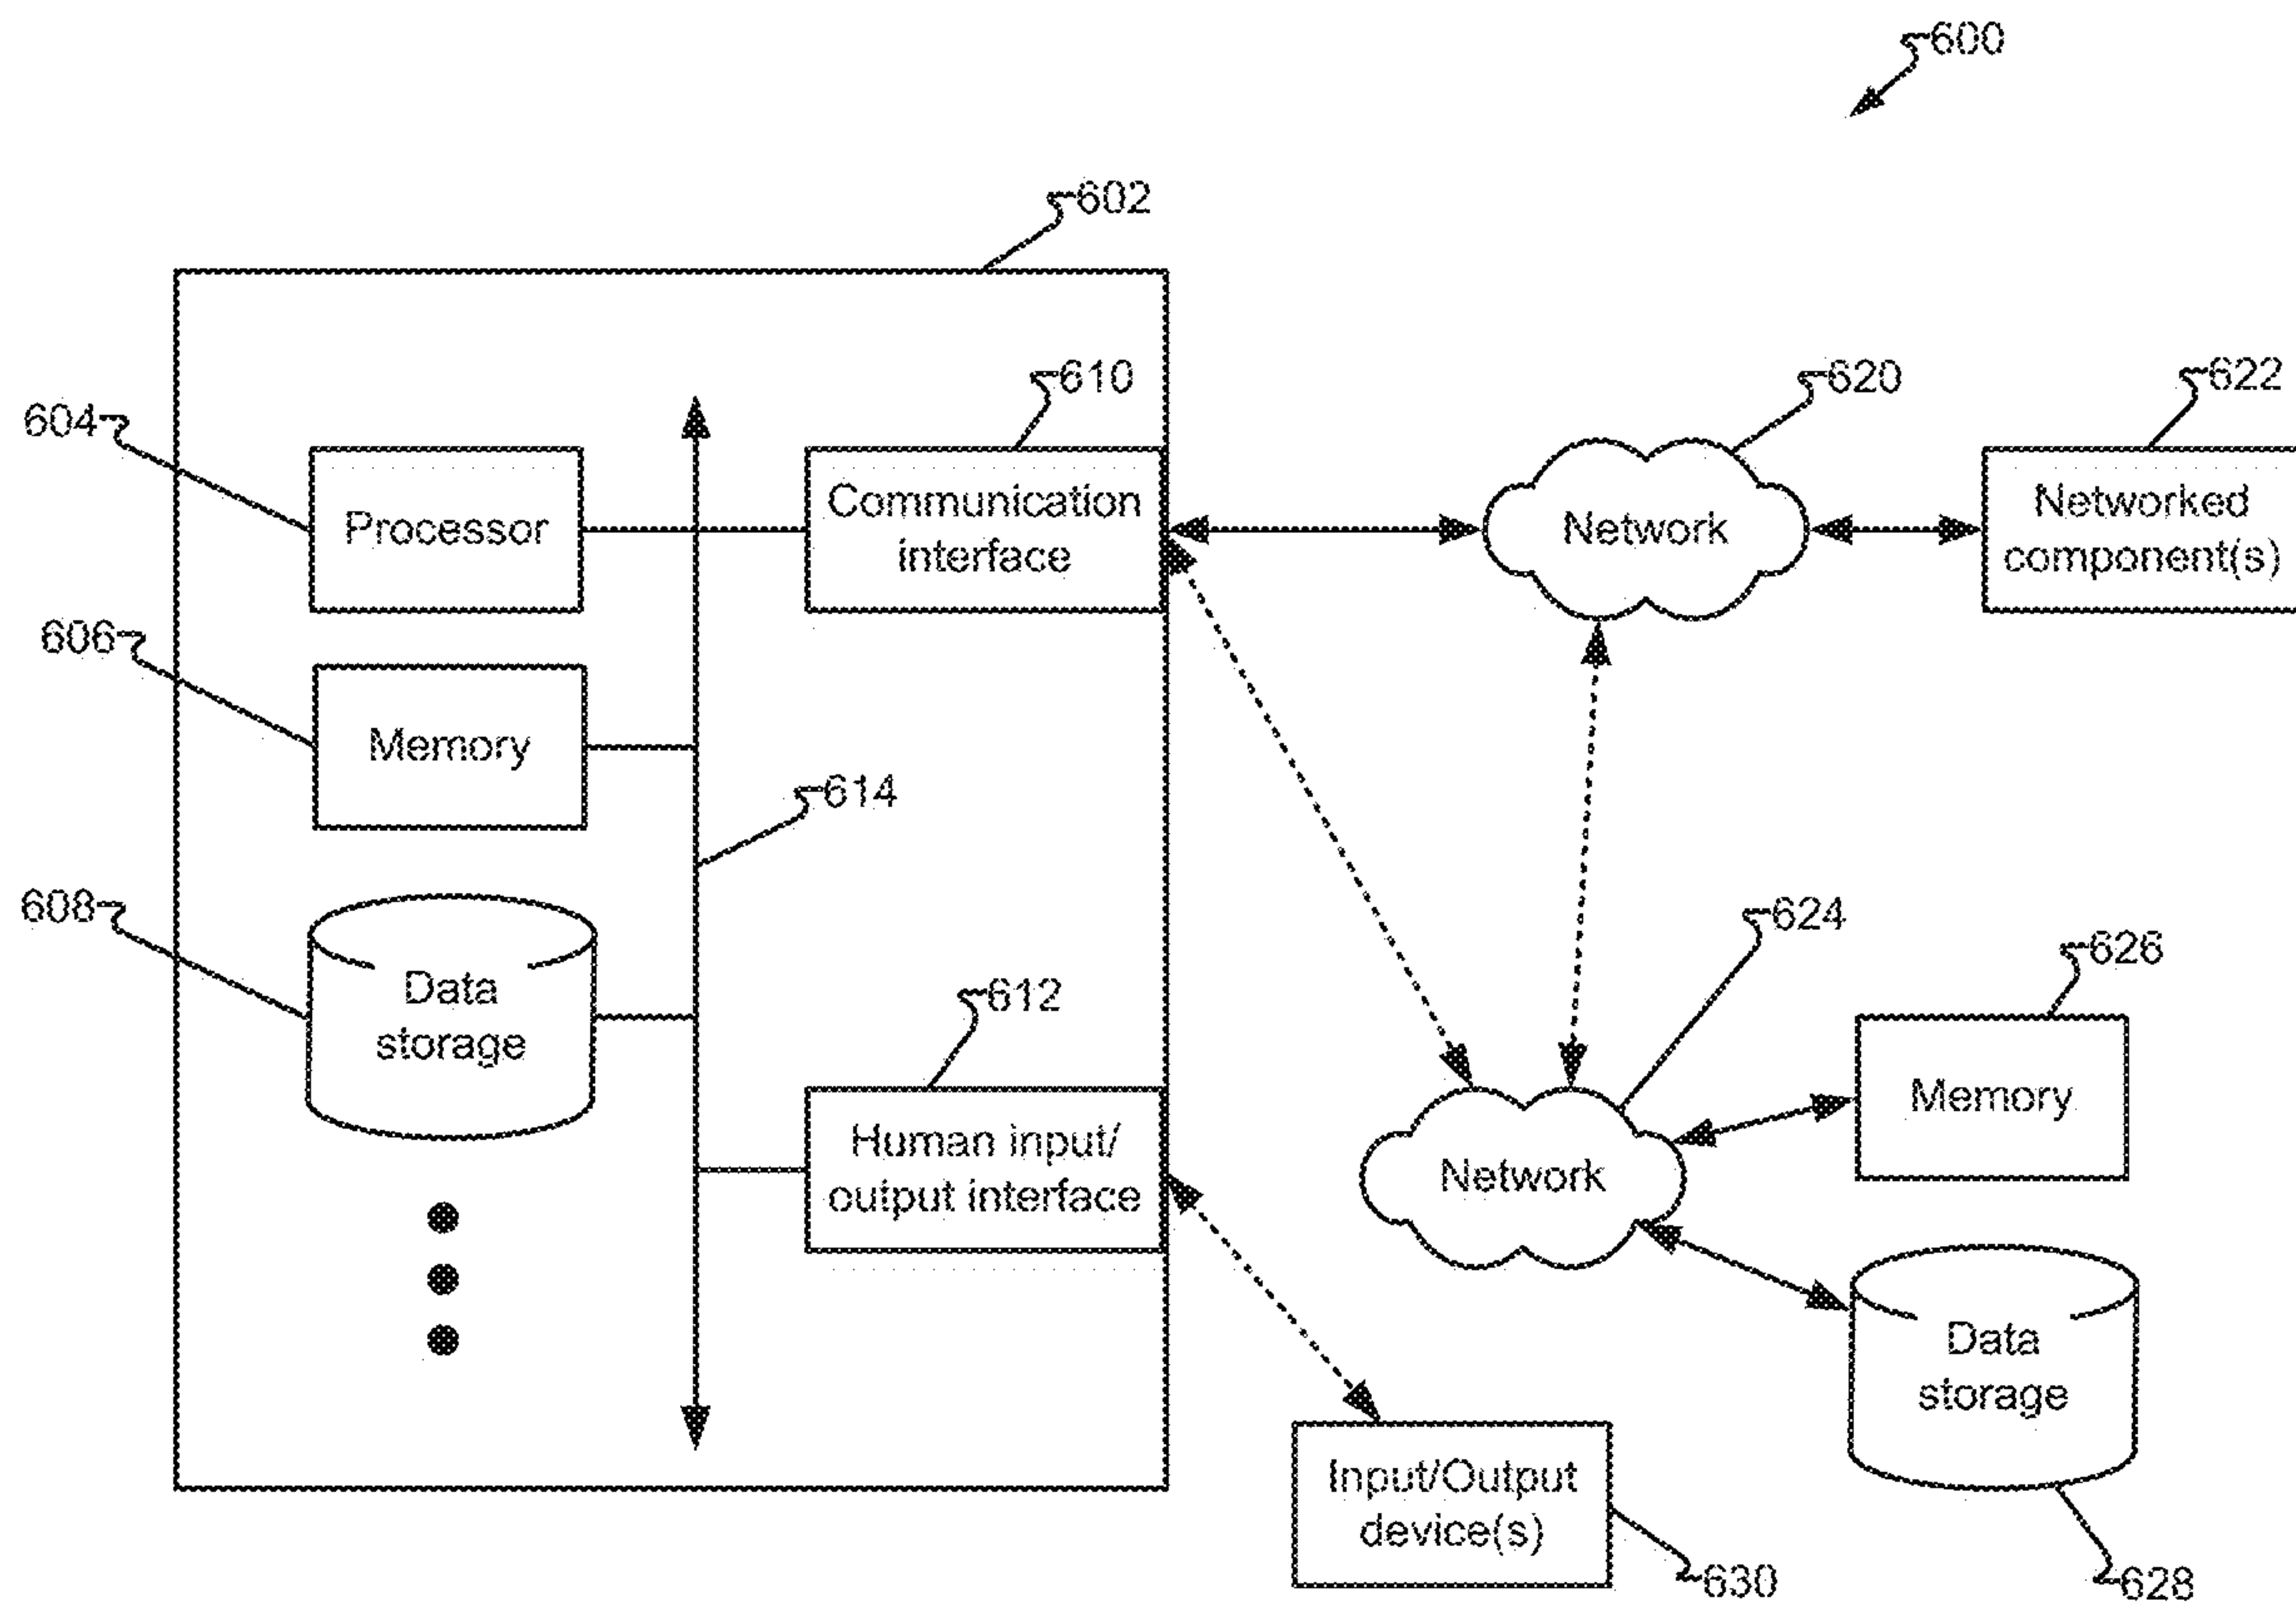 600
602
610
620
622
604
Processor
Communication
interface
Network
Networked
component(s)
606
Memory
614
608
Data
storage
612
624
626
Human input/
output interface
Network
Memory
Data
storage
Input/Output
device(s)
630
628